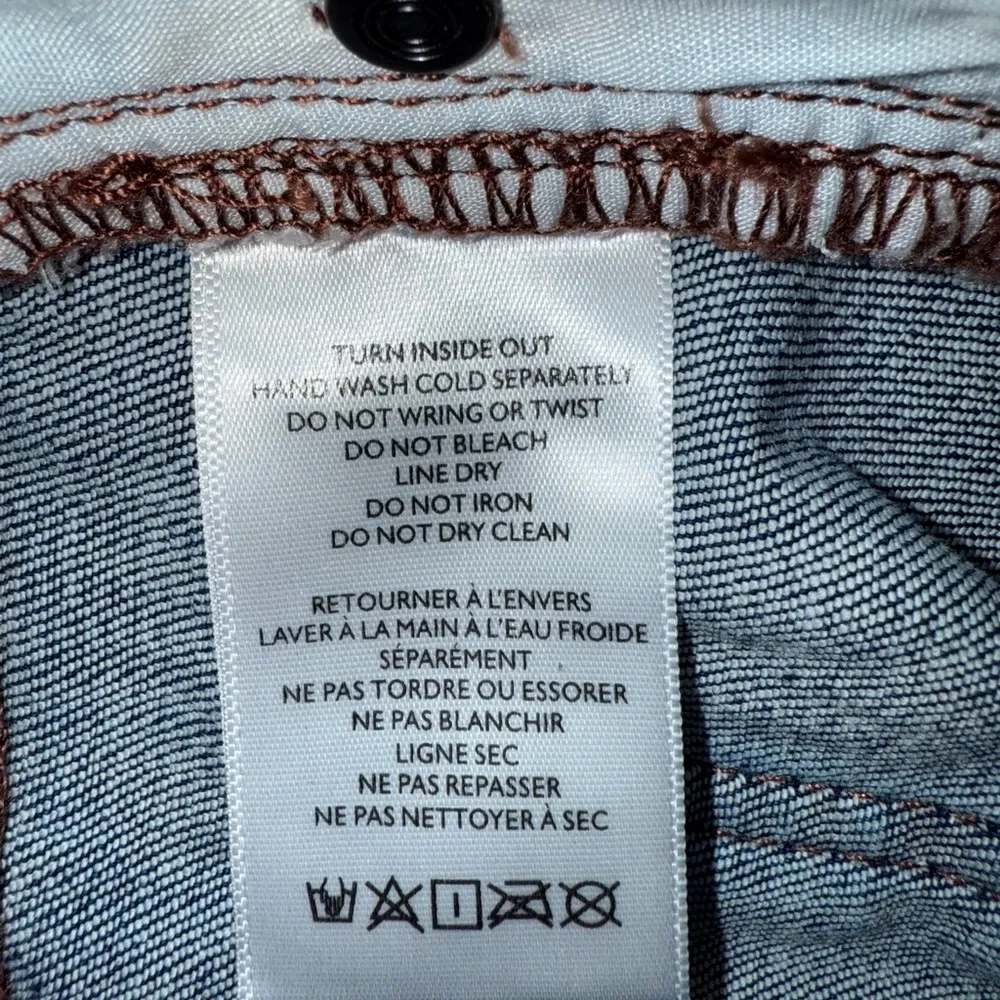 TURN INSIDE OUT
HAND WASH COLD SEPARATELY
DO NOT WRING OR TWIST
DO NOT BLEACH
LINE DRY
DO NOT IRON
DO NOT DRY CLEAN
RETOURNER À L'ENVERS
LAVER À LA MAIN À L'EAU FROIDE
SÉPARÉMENT
NE PAS TORDRE OU ESSORER
NE PAS BLANCHIR
LIGNE SEC
NE PAS REPASSER
NE PAS NETTOYER À SEC